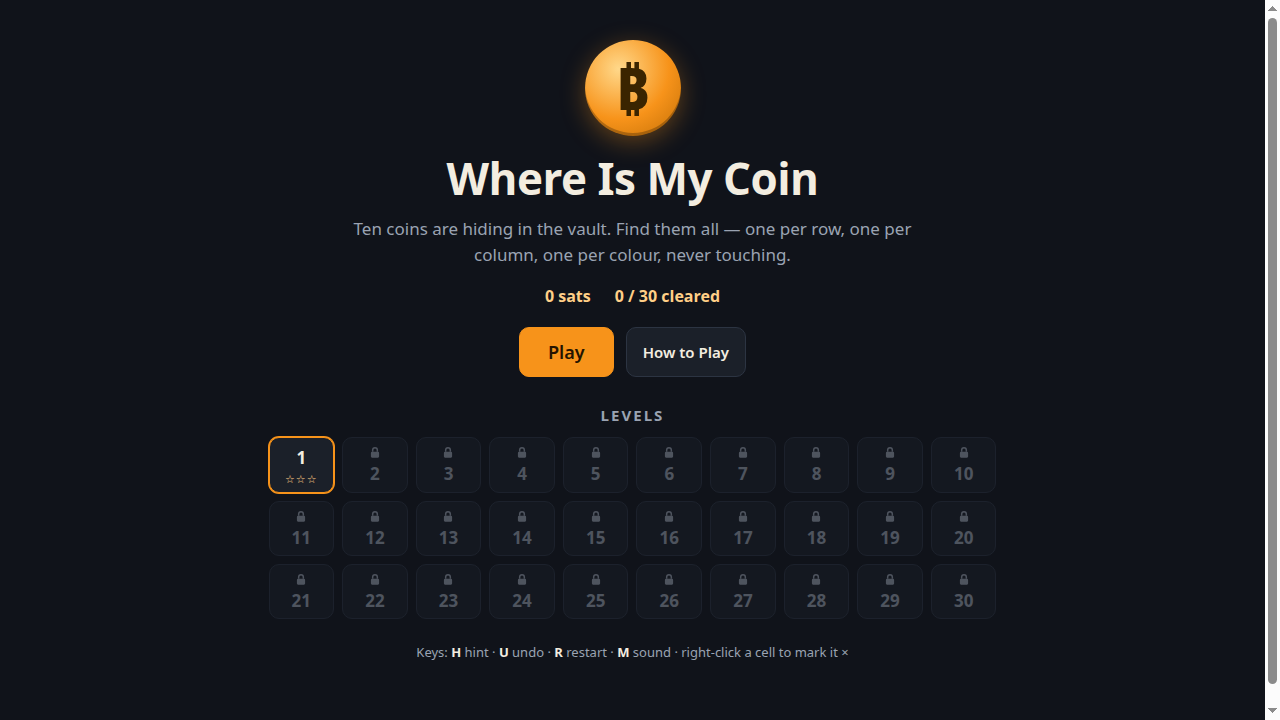 ₿
Where Is My Coin
Ten coins are hiding in the vault. Find them all — one per row, one per
column, one per colour, never touching.
0 sats 0 / 30 cleared
Play How to Play
LEVELS
1 2 3 4 5 6 7 8 9 10
☆☆☆
11 12 13 14 15 16 17 18 19 20
21 22 23 24 25 26 27 28 29 30
Keys: H hint · U undo · R restart · M sound · right-click a cell to mark it ×